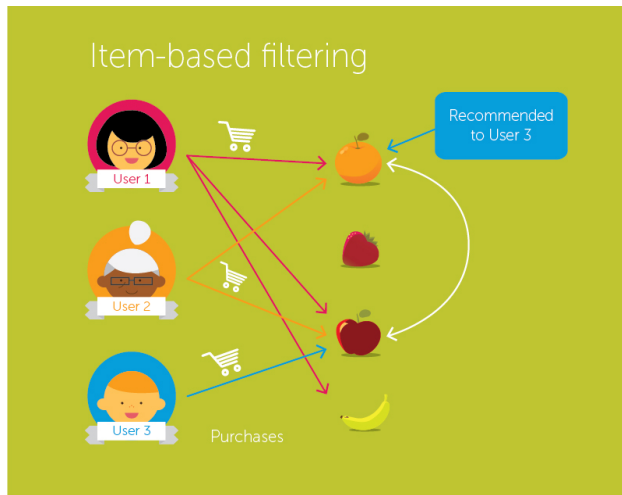 Item-based filtering
Recommended
to User 3
User 1
User 2
User 3
Purchases